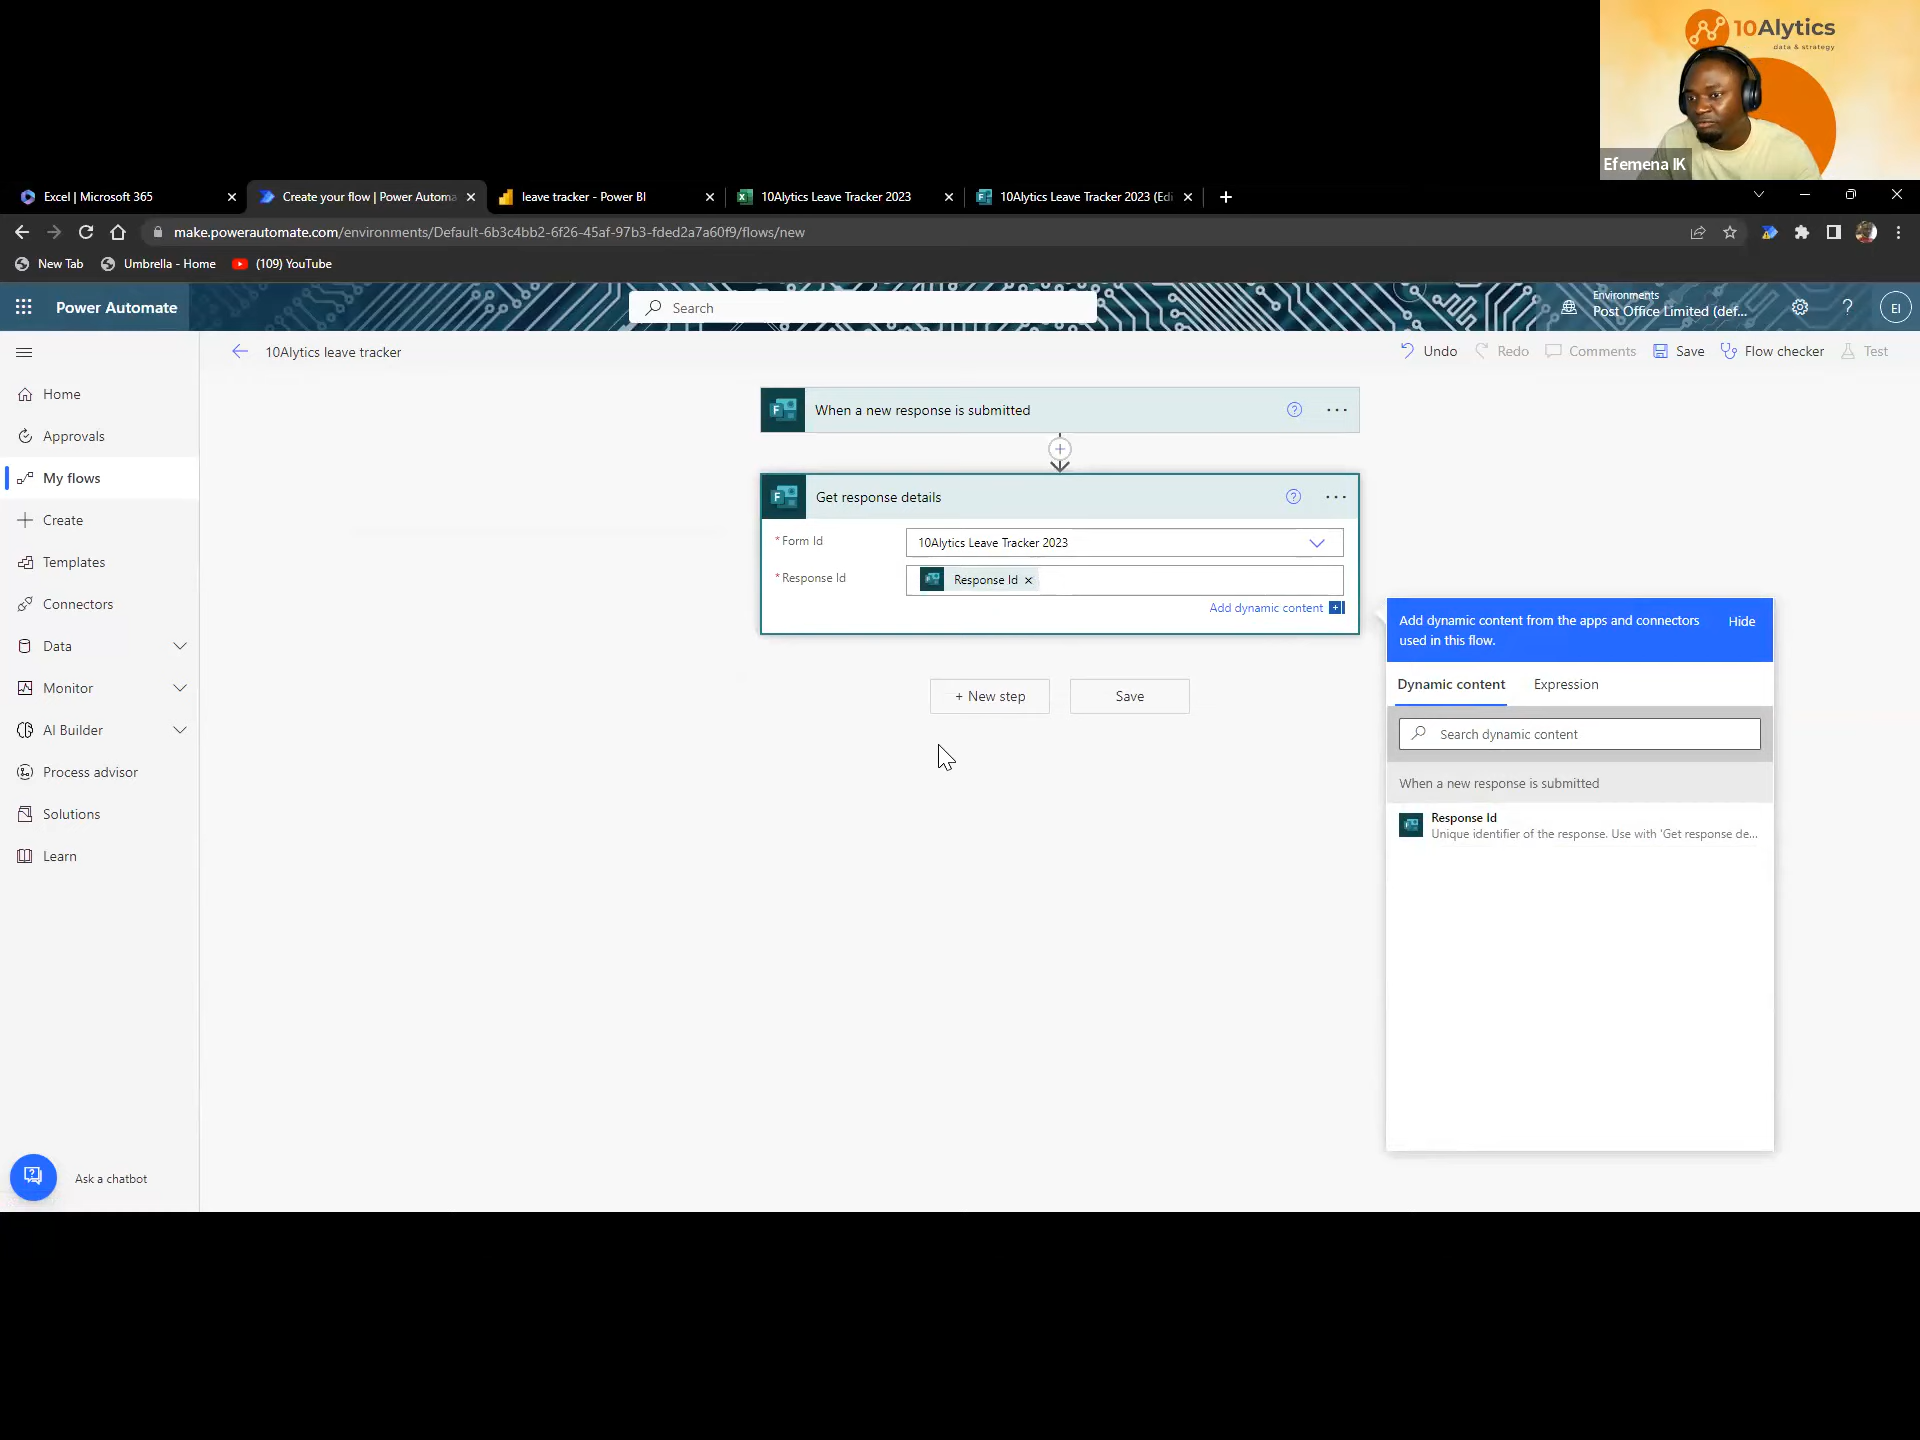 10Alytics
data & strategy
Efemena IK
Excel | Microsoft 365
Create your flow | Power Automa
leave tracker - Power BI
10Alytics Leave Tracker 2023
10Alytics Leave Tracker 2023 (Edi
make.powerautomate.com/environments/Default-6b3c4bb2-6f26-45af-97b3-fded2a7a60f9/flows/new
New Tab
Umbrella - Home
(109) YouTube
Power Automate
Search
Environments
Post Office Limited (def...
EI
10Alytics leave tracker
Undo
Redo
Comments
Save
Flow checker
Test
Home
Approvals
My flows
Create
Templates
Connectors
Data
Monitor
AI Builder
Process advisor
Solutions
Learn
Ask a chatbot
When a new response is submitted
Get response details
* Form Id
10Alytics Leave Tracker 2023
* Response Id
Response Id
Add dynamic content
+ New step
Save
Add dynamic content from the apps and connectors
used in this flow.
Hide
Dynamic content
Expression
Search dynamic content
When a new response is submitted
Response Id
Unique identifier of the response. Use with 'Get response de...